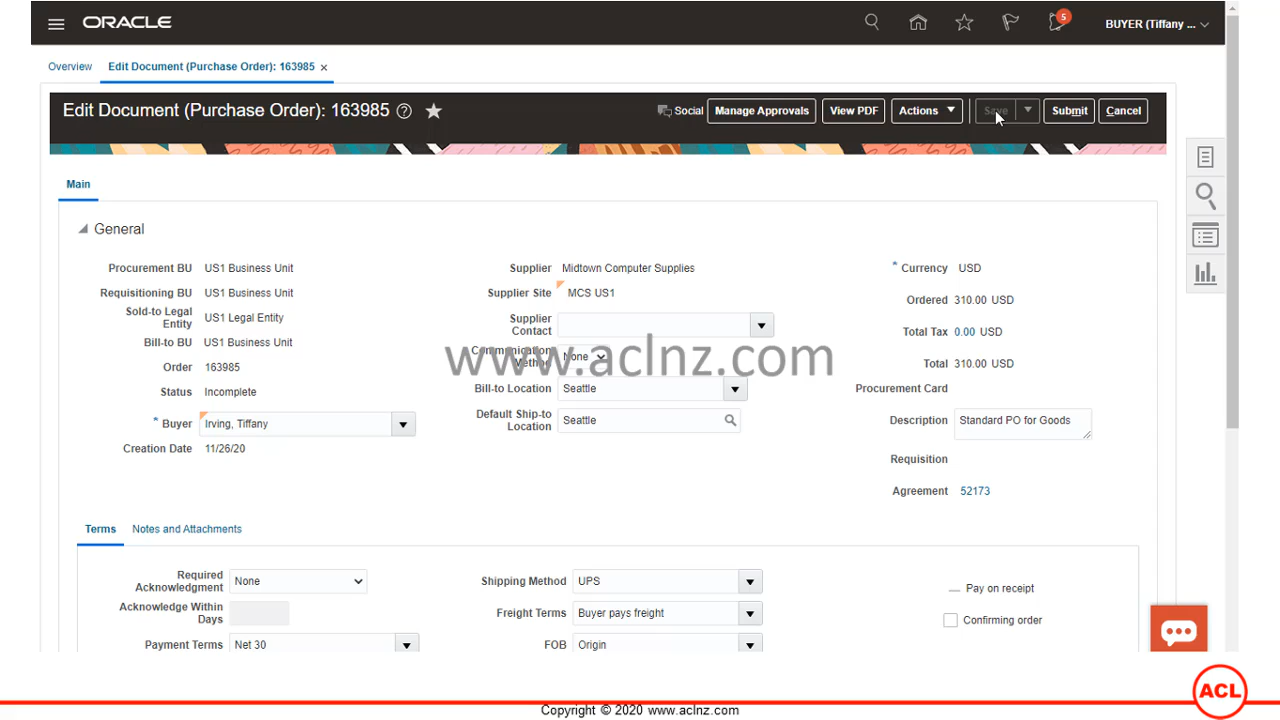 ORACLE
5
BUYER (Tiffany ...
Overview
Edit Document (Purchase Order): 163985 ×
Edit Document (Purchase Order): 163985
Social
Manage Approvals
View PDF
Actions
Save
Submit
Cancel
Main
General
Procurement BU US1 Business Unit
Requisitioning BU US1 Business Unit
Sold-to Legal
Entity US1 Legal Entity
Bill-to BU US1 Business Unit
Order 163985
Status Incomplete
* Buyer Irving, Tiffany
Creation Date 11/26/20
Supplier Midtown Computer Supplies
Supplier Site MCS US1
Supplier
Contact
Communication
Method None
Bill-to Location Seattle
Default Ship-to
Location Seattle
* Currency USD
Ordered 310.00 USD
Total Tax 0.00 USD
Total 310.00 USD
Procurement Card
Description Standard PO for Goods
Requisition
Agreement 52173
www.aclnz.com
Terms
Notes and Attachments
Required
Acknowledgment None
Acknowledge Within
Days
Payment Terms Net 30
Shipping Method UPS
Freight Terms Buyer pays freight
FOB Origin
Pay on receipt
Confirming order
ACL
Copyright © 2020 www.aclnz.com